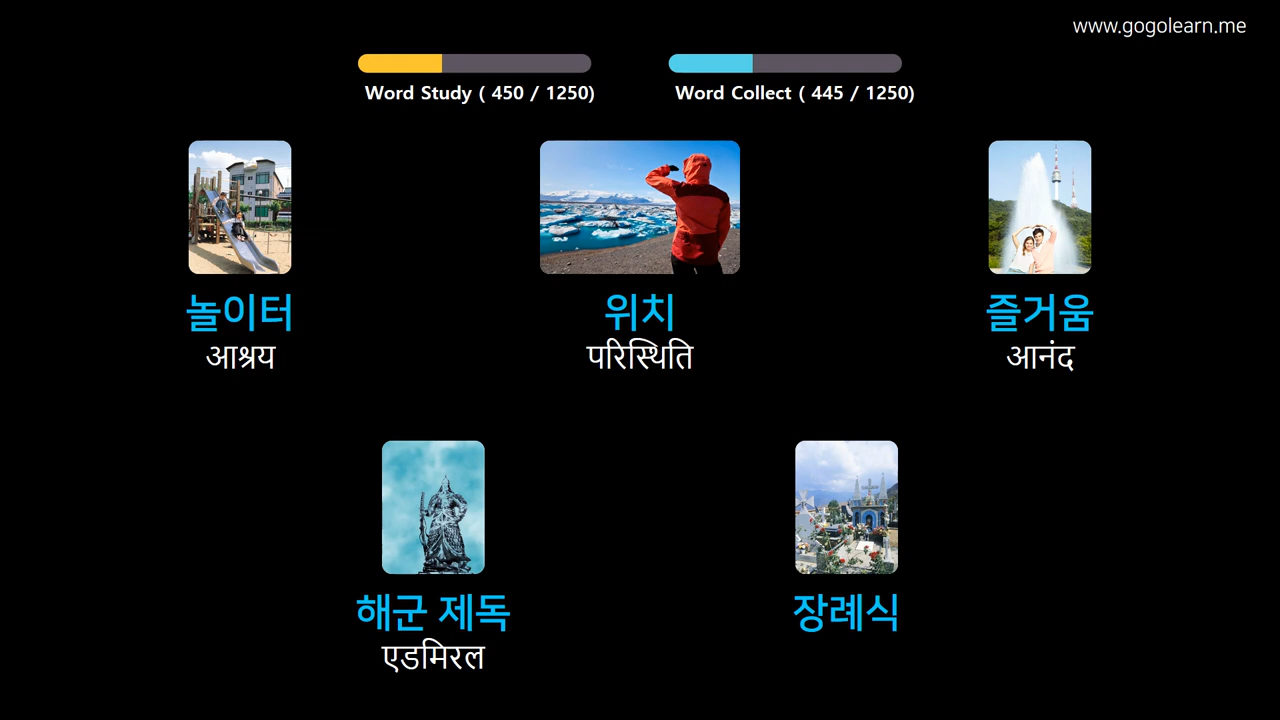 www.gogolearn.me
Word Study ( 450 / 1250)
Word Collect ( 445 / 1250)
놀이터
आश्रय
위치
परिस्थिति
즐거움
आनंद
해군 제독
एडमिरल
장례식